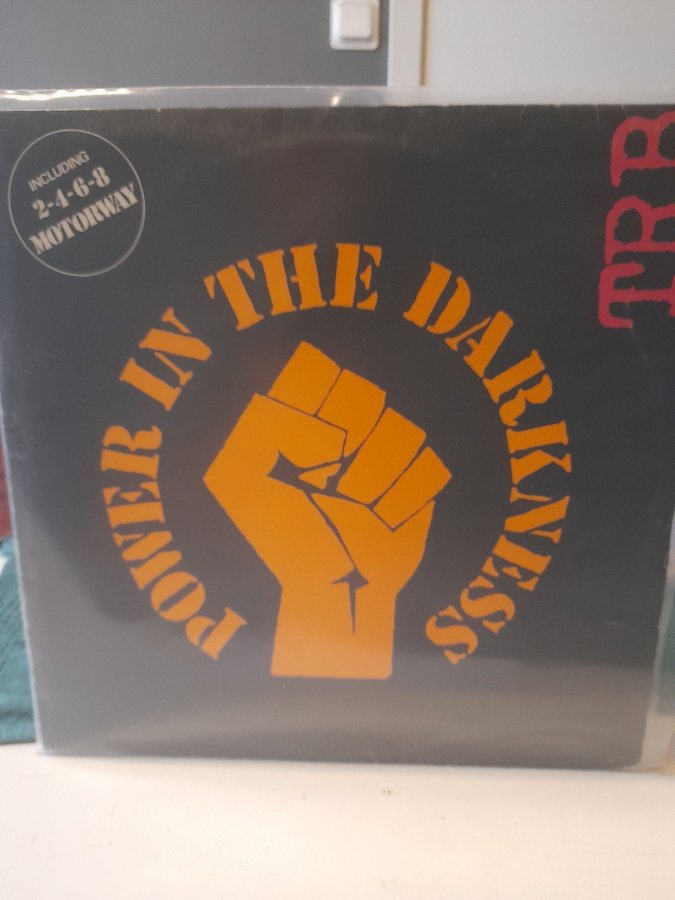 INCLUDING
2-4-6-8
MOTORWAY
TRB
POWER IN THE DARKNESS